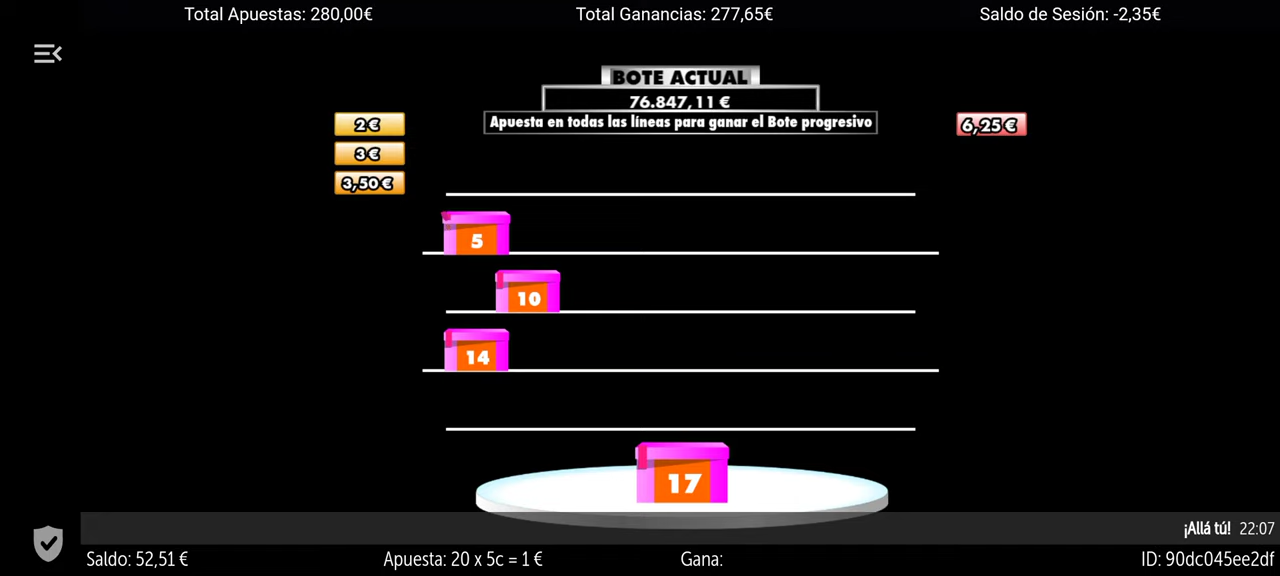 Total Apuestas: 280,00€ Total Ganancias: 277,65€ Saldo de Sesión: -2,35€
BOTE ACTUAL
76.847,11 €
Apuesta en todas las líneas para ganar el Bote progresivo
2€
3€
3,50€
6,25€
5
10
14
17
¡Allá tú! 22:07
Saldo: 52,51 € Apuesta: 20 x 5c = 1 € Gana: ID: 90dc045ee2df